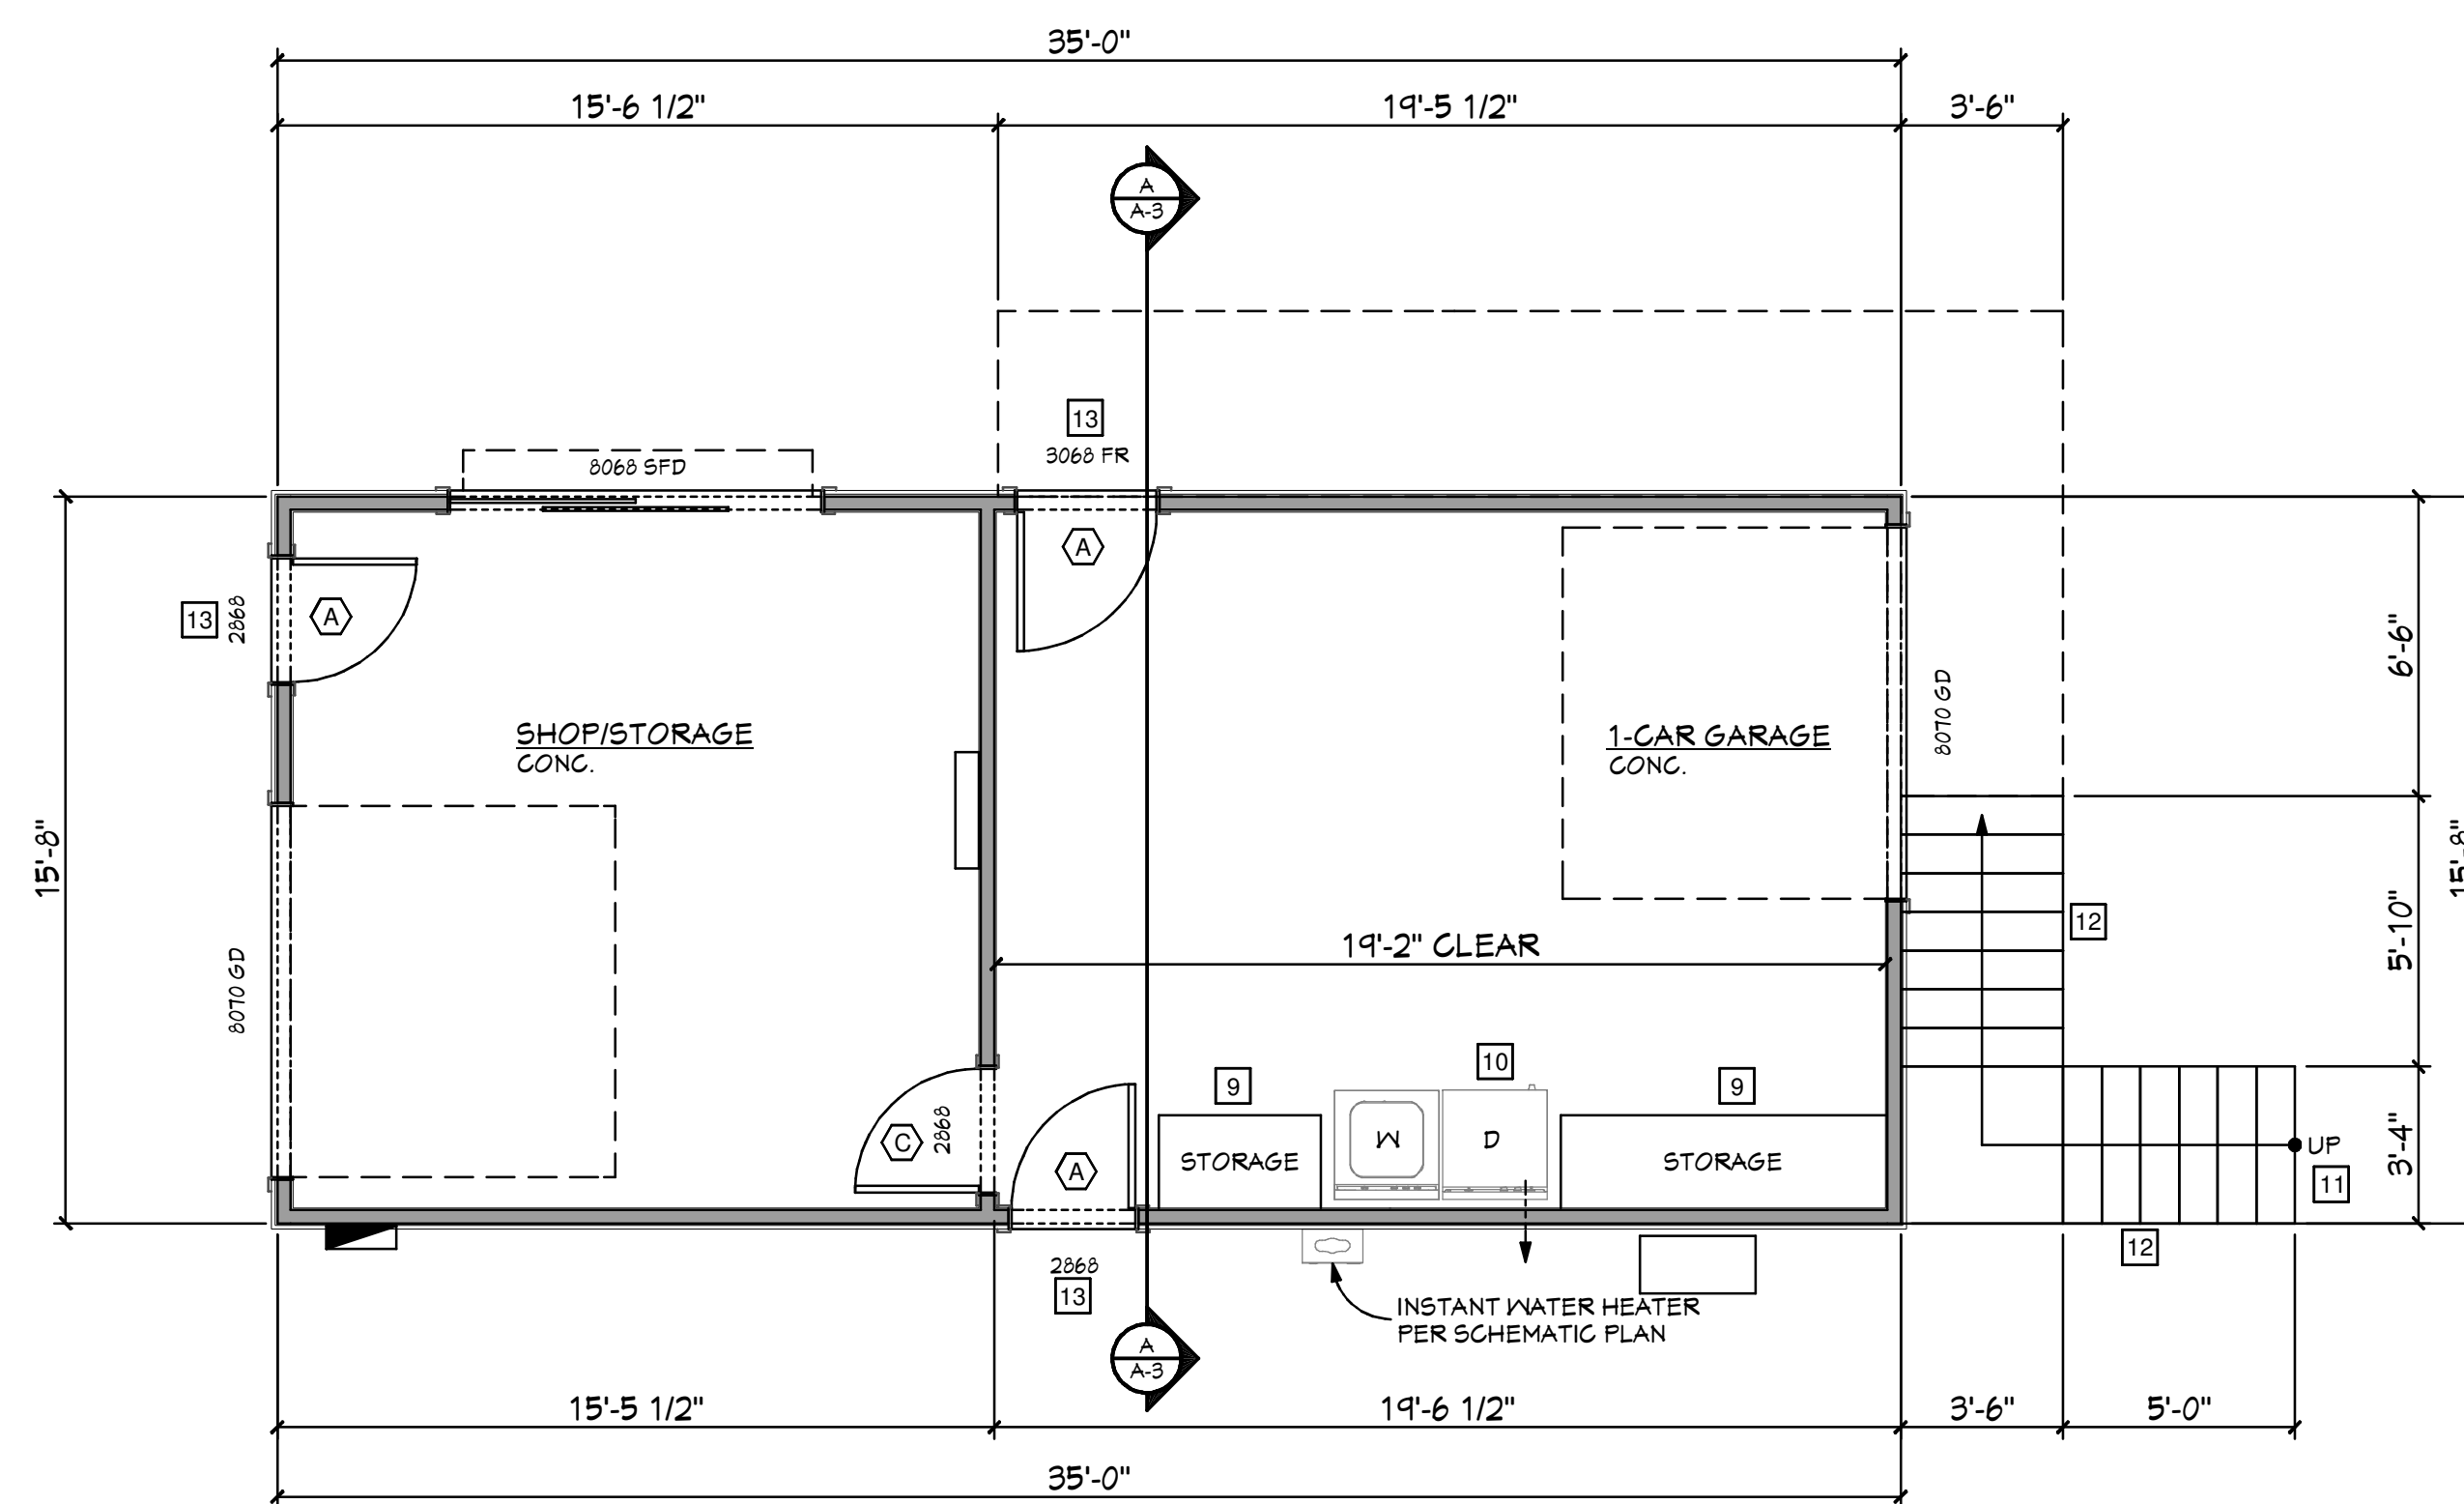 35'-0"
15'-6 1/2"
19'-5 1/2"
3'-6"
A
A-3
13
3068 FR
8068 SFD
A
13
2868
A
6'-6"
8070 GD
SHOP/STORAGE
CONC.
1-CAR GARAGE
CONC.
15'-8"
15'-8"
12
5'-10"
19'-2" CLEAR
8070 GD
10
9
9
C
2868
A
W
D
STORAGE
STORAGE
3'-4"
UP
11
12
2868
13
INSTANT WATER HEATER
PER SCHEMATIC PLAN
A
A-3
15'-5 1/2"
19'-6 1/2"
3'-6"
5'-0"
35'-0"